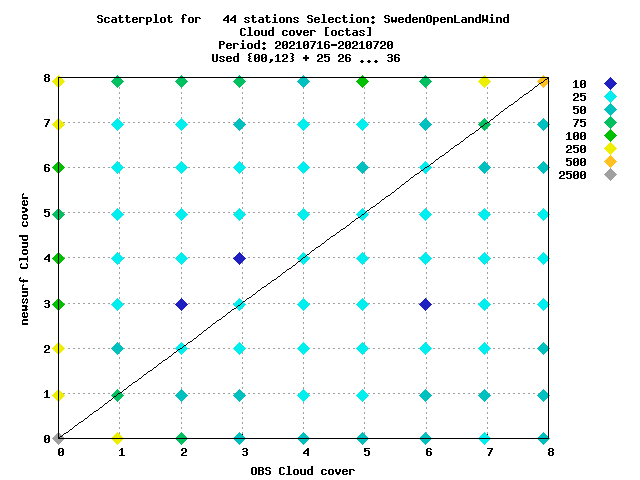 Scatterplot for   44 stations Selection: SwedenOpenLandWind
Cloud cover [octas]
Period: 20210716-20210720
Used {00,12} + 25 26 ... 36
8
7
6
5
4
3
2
1
0
newsurf Cloud cover
0 1 2 3 4 5 6 7 8
OBS Cloud cover
10
25
50
75
100
250
500
2500